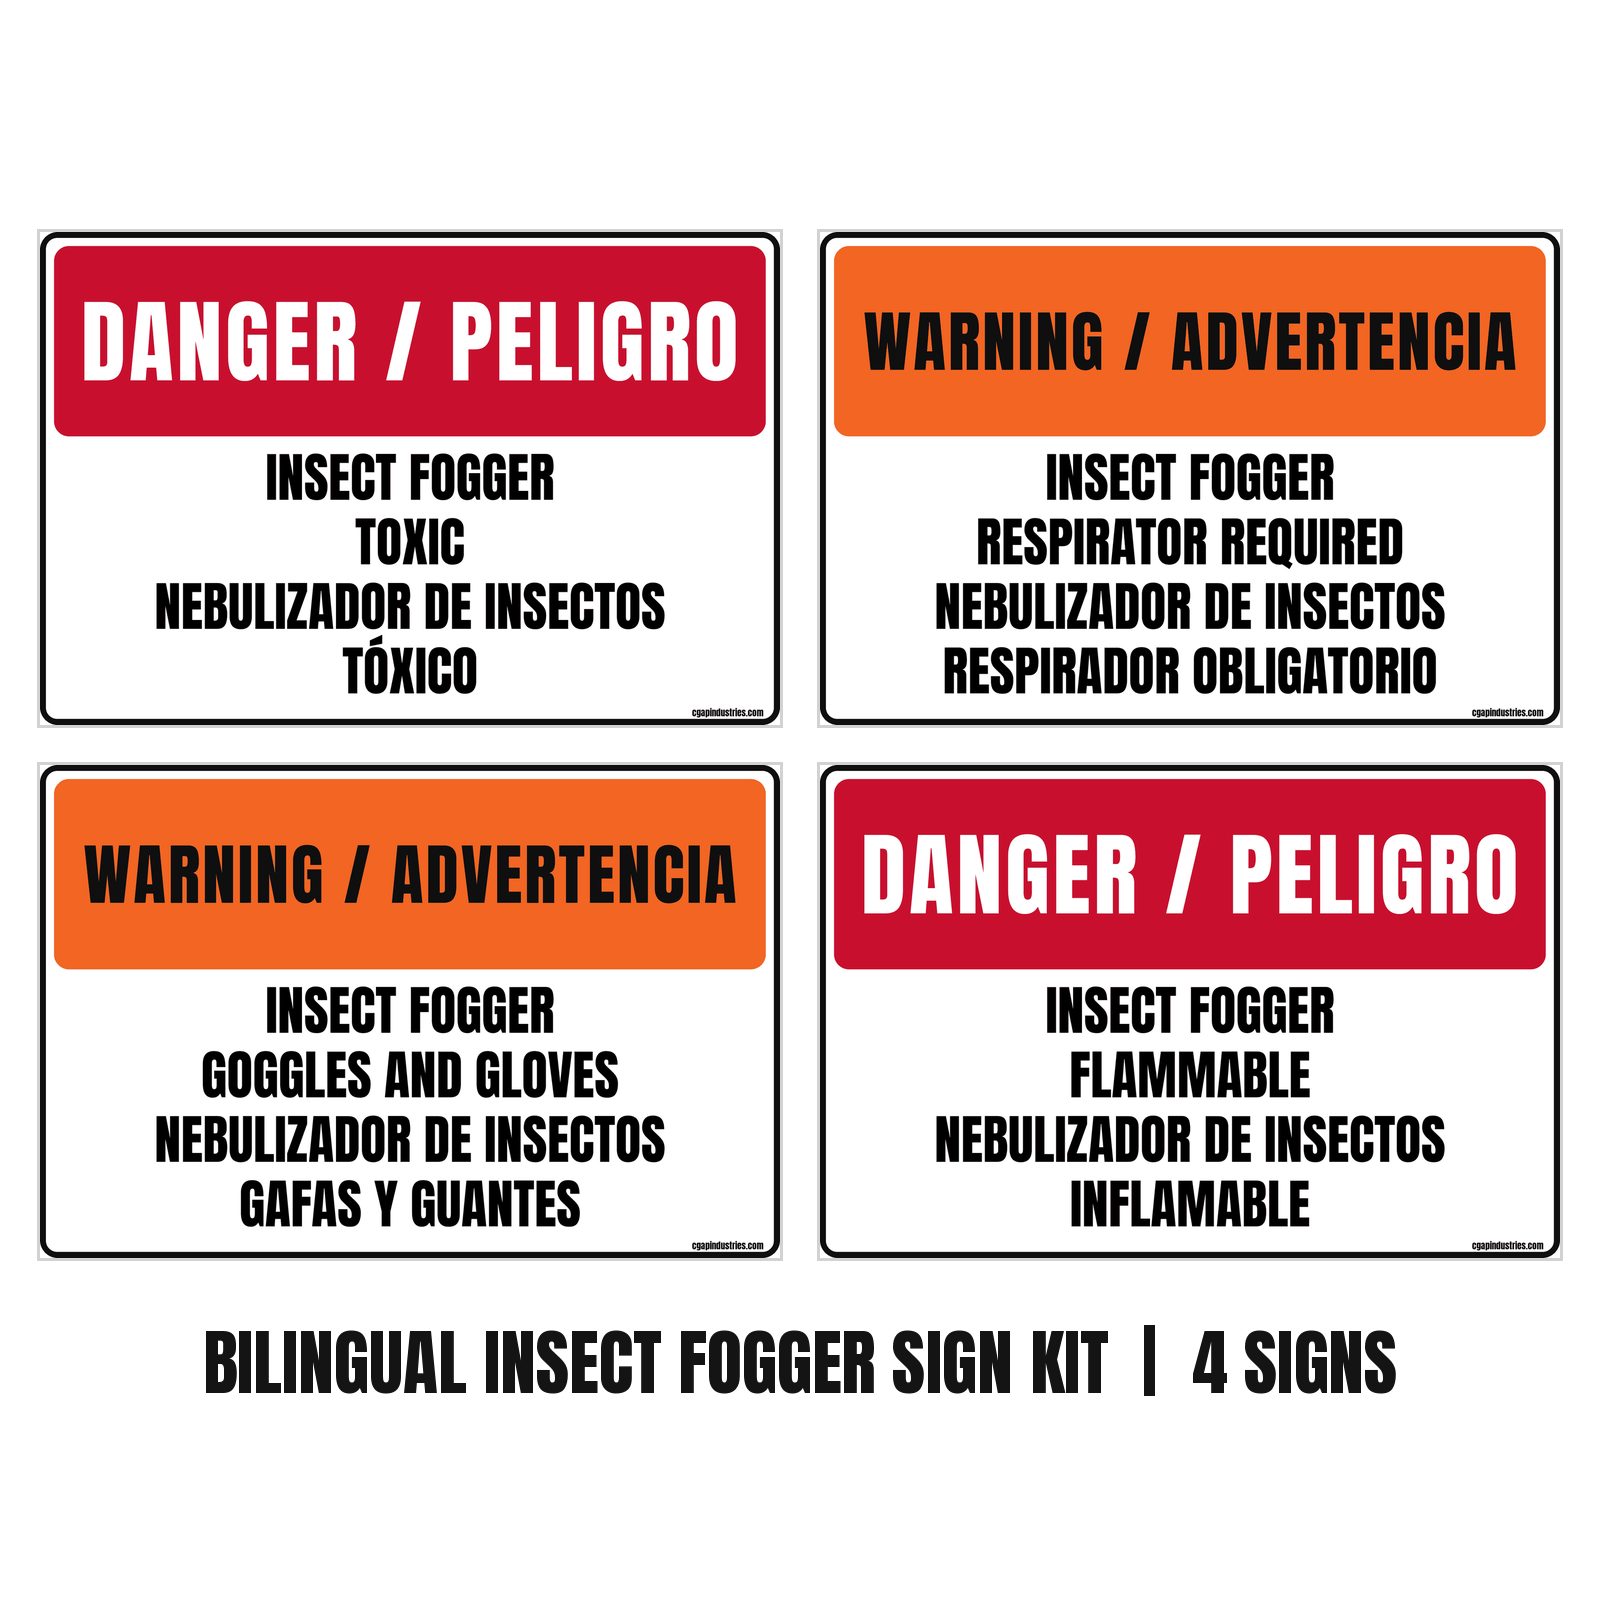 DANGER / PELIGRO
INSECT FOGGER
TOXIC
NEBULIZADOR DE INSECTOS
TÓXICO
cgapindustries.com
WARNING / ADVERTENCIA
INSECT FOGGER
RESPIRATOR REQUIRED
NEBULIZADOR DE INSECTOS
RESPIRADOR OBLIGATORIO
cgapindustries.com
WARNING / ADVERTENCIA
INSECT FOGGER
GOGGLES AND GLOVES
NEBULIZADOR DE INSECTOS
GAFAS Y GUANTES
cgapindustries.com
DANGER / PELIGRO
INSECT FOGGER
FLAMMABLE
NEBULIZADOR DE INSECTOS
INFLAMABLE
cgapindustries.com
BILINGUAL INSECT FOGGER SIGN KIT | 4 SIGNS